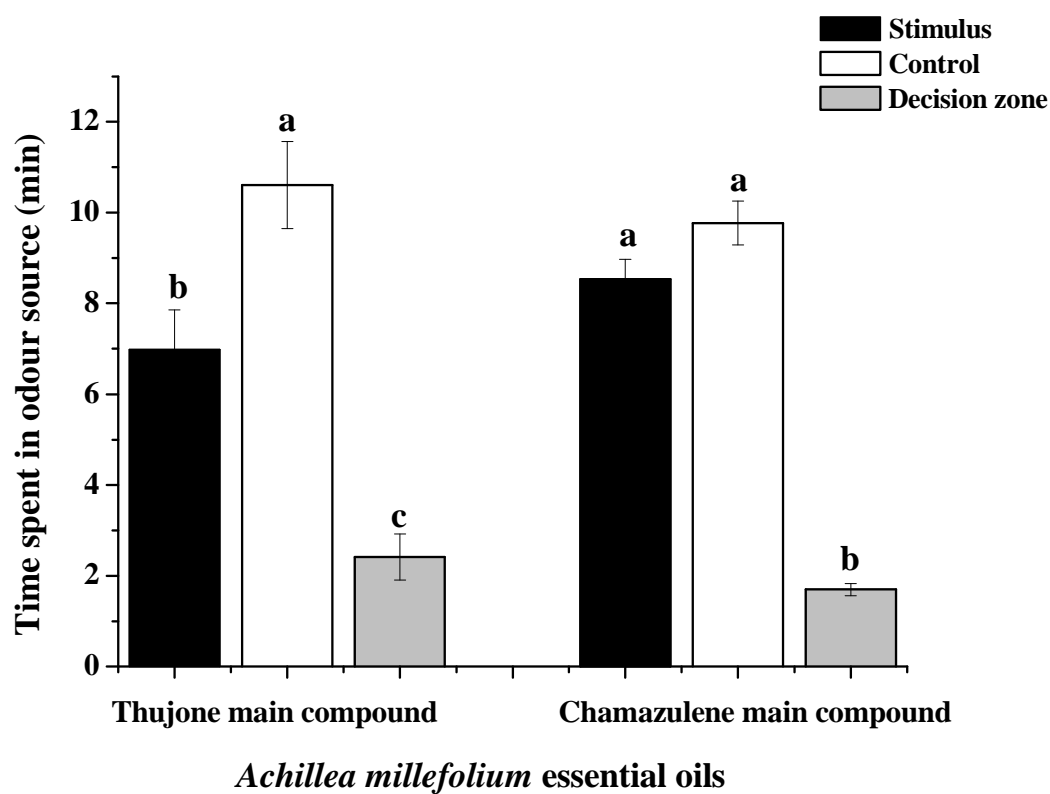 Stimulus
Control
Decision zone
Time spent in odour source (min)
12
10
8
6
4
2
0
b
a
c
a
a
b
Thujone main compound
Chamazulene main compound
Achillea millefolium essential oils